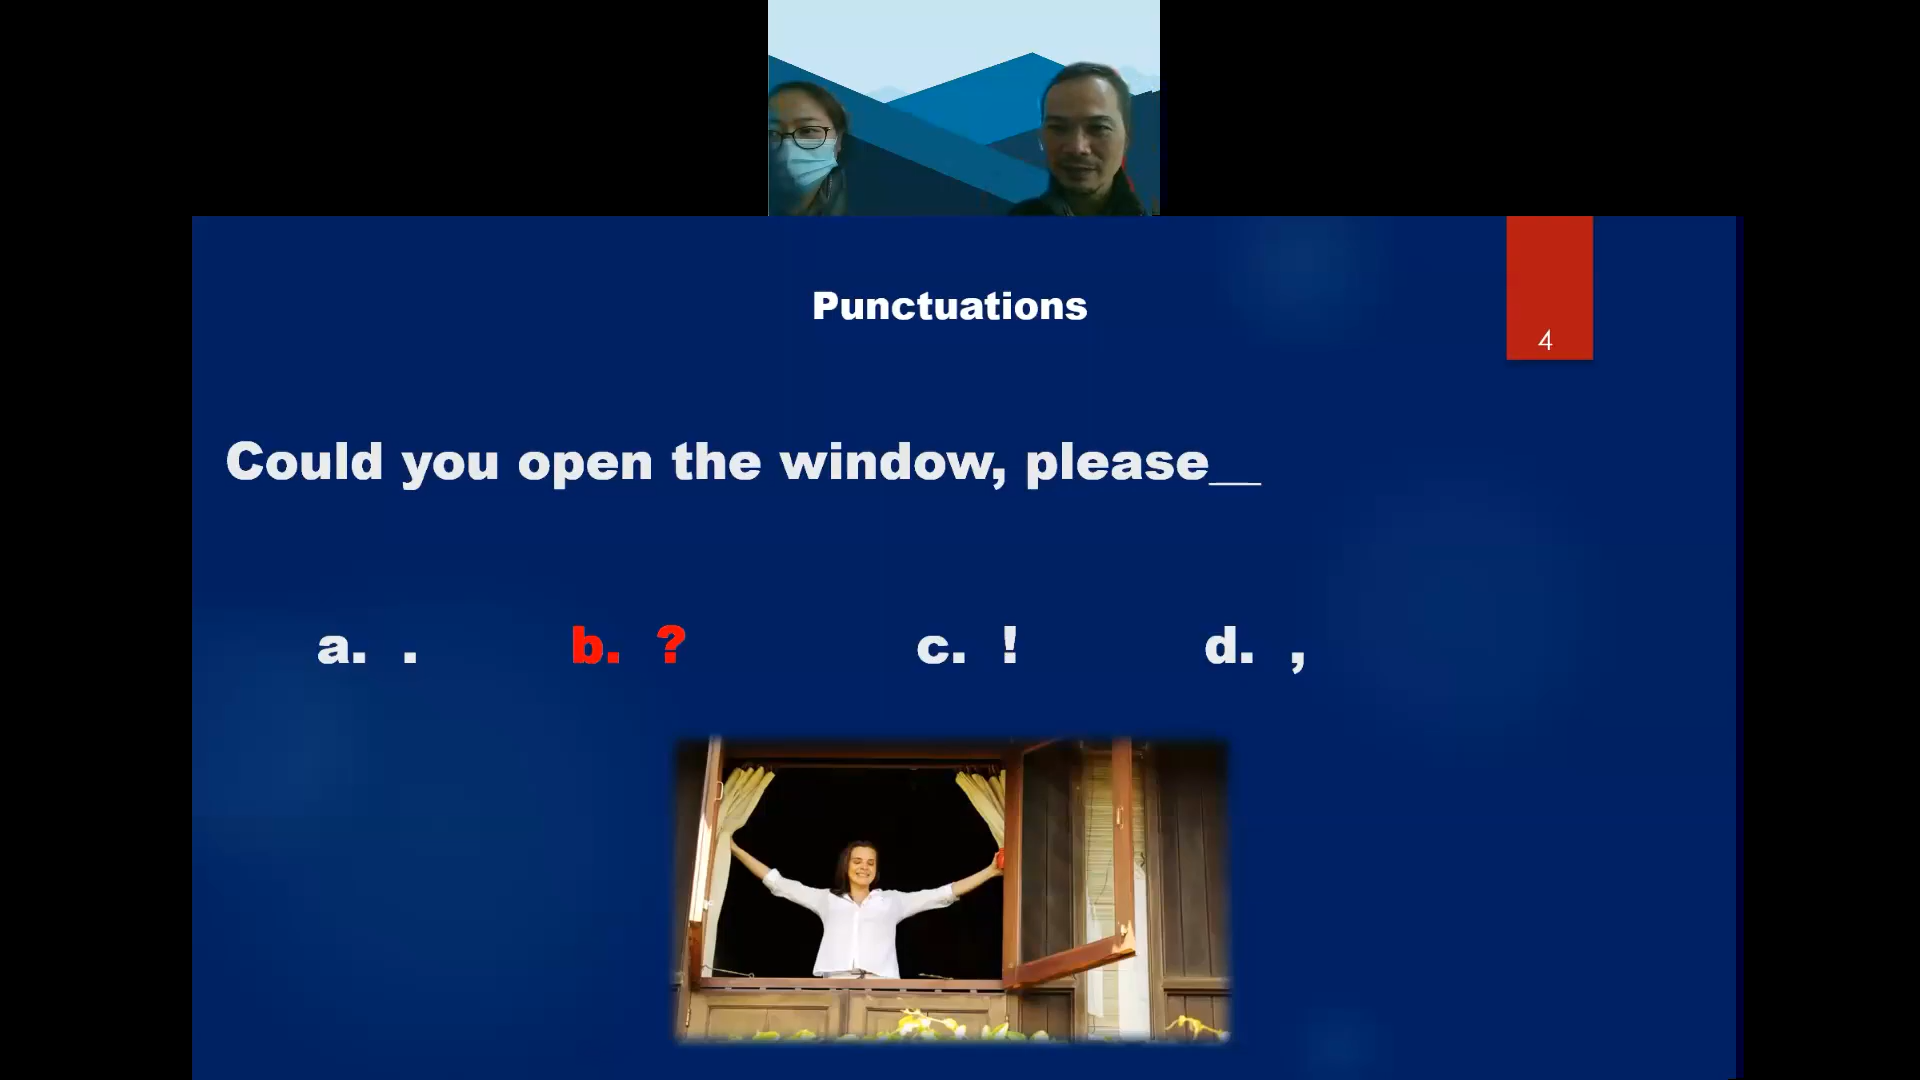 Punctuations
4
Could you open the window, please__
a. . b. ? c. ! d. ,